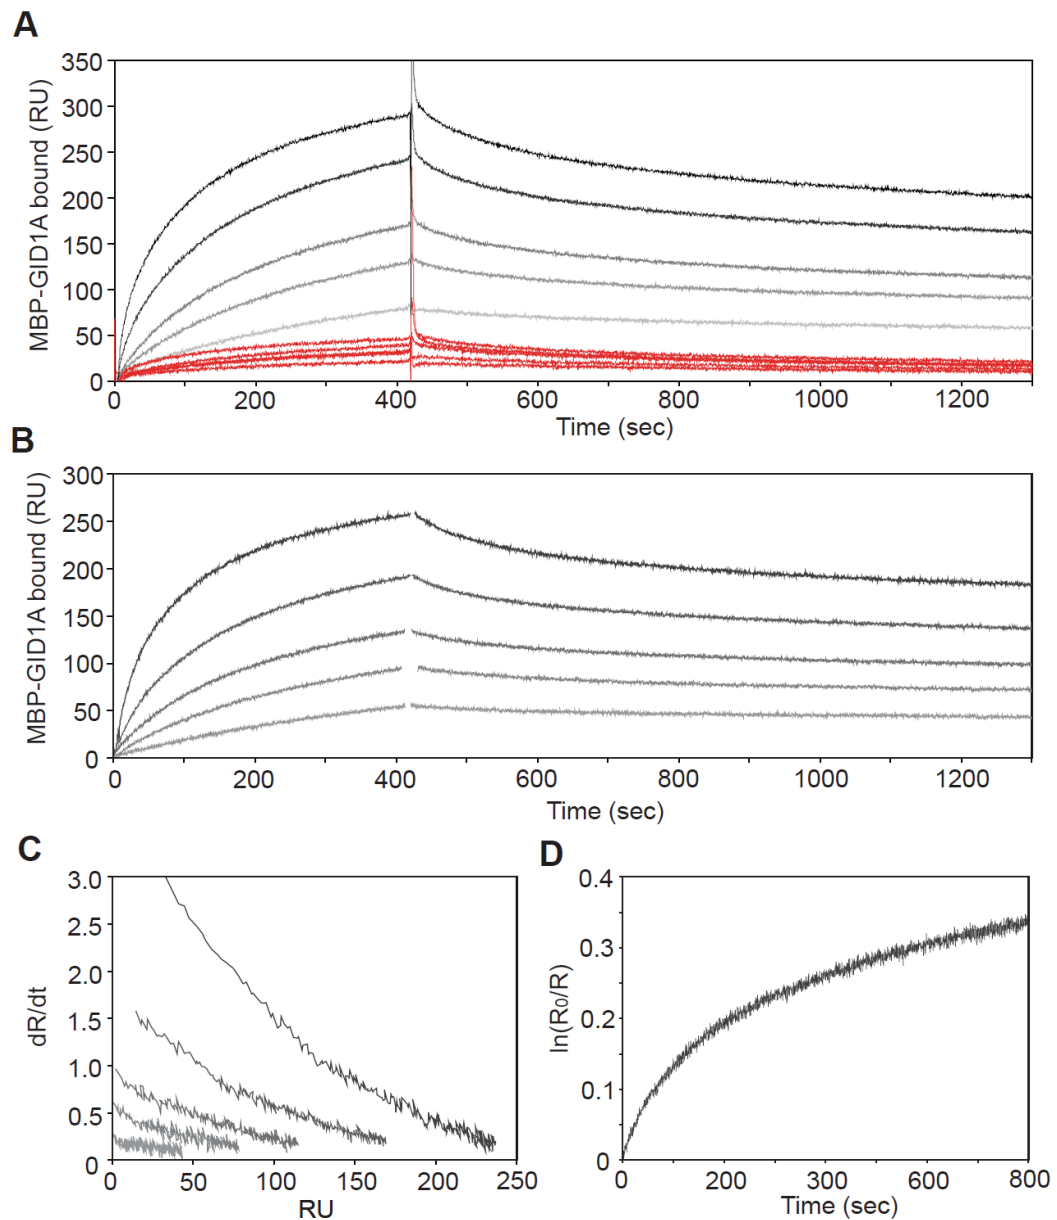 A
MBP-GID1A bound (RU)
350
300
250
200
150
100
50
0
0 200 400 600 800 1000 1200
Time (sec)
B
MBP-GID1A bound (RU)
300
250
200
150
100
50
0
0 200 400 600 800 1000 1200
Time (sec)
C
dR/dt
3.0
2.5
2.0
1.5
1.0
0.5
0
0 50 100 150 200 250
RU
D
ln(R₀/R)
0.4
0.3
0.2
0.1
0
0 200 300 400 600 800
Time (sec)